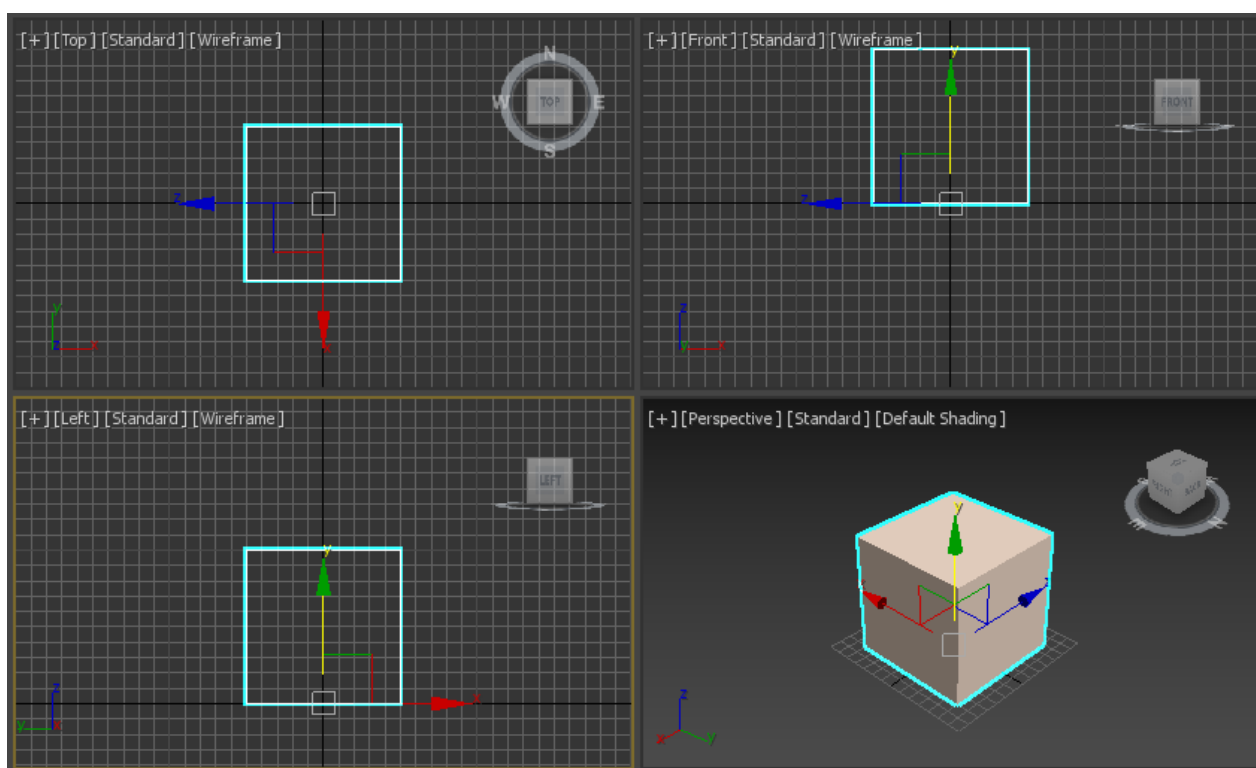 [+] [Top] [Standard] [Wireframe]
N
W
TOP
E
S
z
x
y
z
x
[+] [Front] [Standard] [Wireframe]
y
FRONT
z
z
y
x
[+] [Left] [Standard] [Wireframe]
LEFT
y
x
z
y
x
[+] [Perspective] [Standard] [Default Shading]
y
x
z
z
x
y